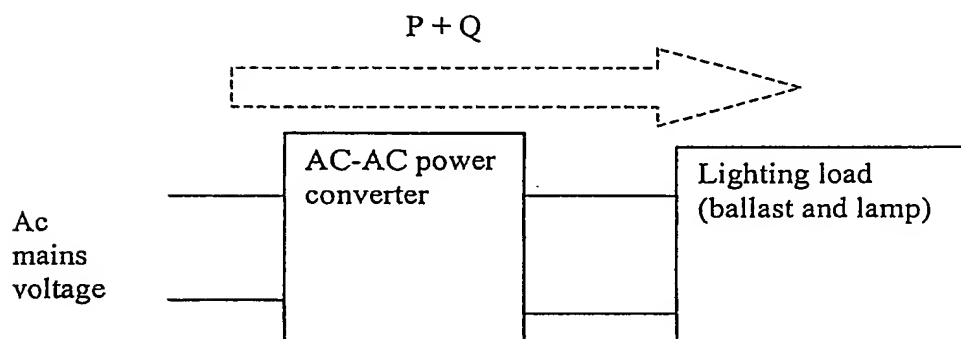 P + Q
AC-AC power
converter
Lighting load
(ballast and lamp)
Ac
mains
voltage